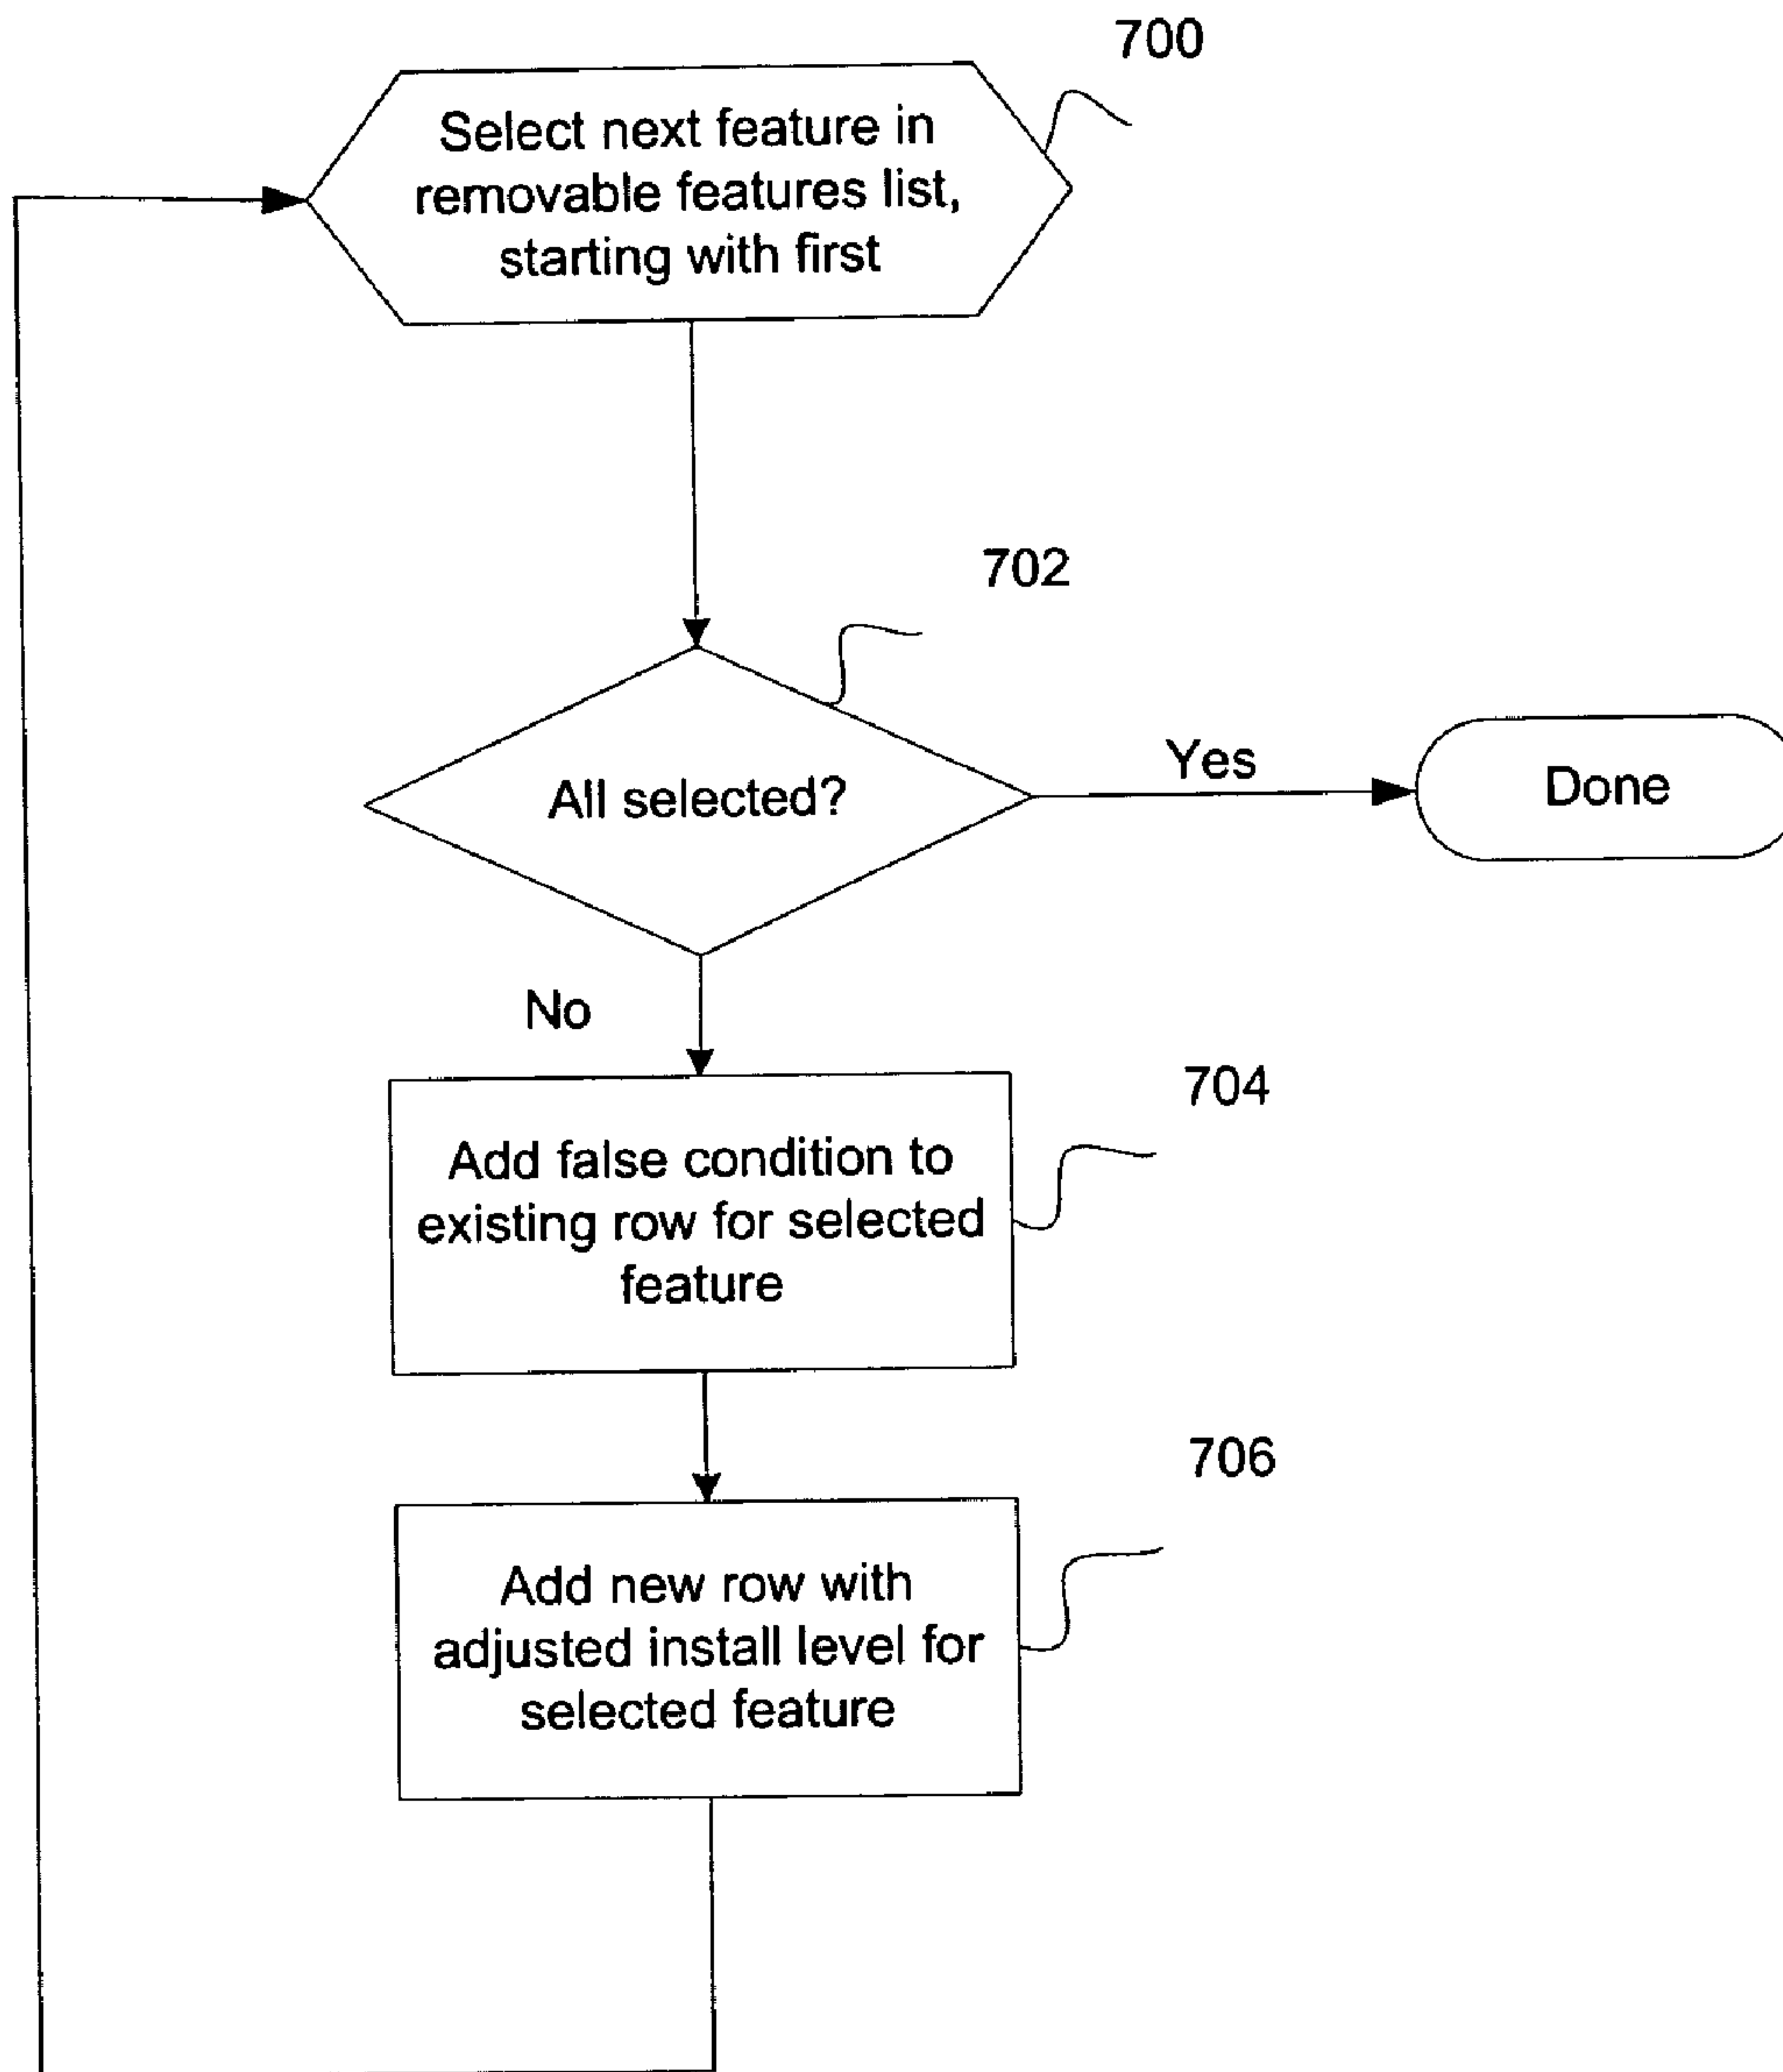 700
Select next feature in
removable features list,
starting with first
702
All selected?
Yes
Done
No
704
Add false condition to
existing row for selected
feature
706
Add new row with
adjusted install level for
selected feature